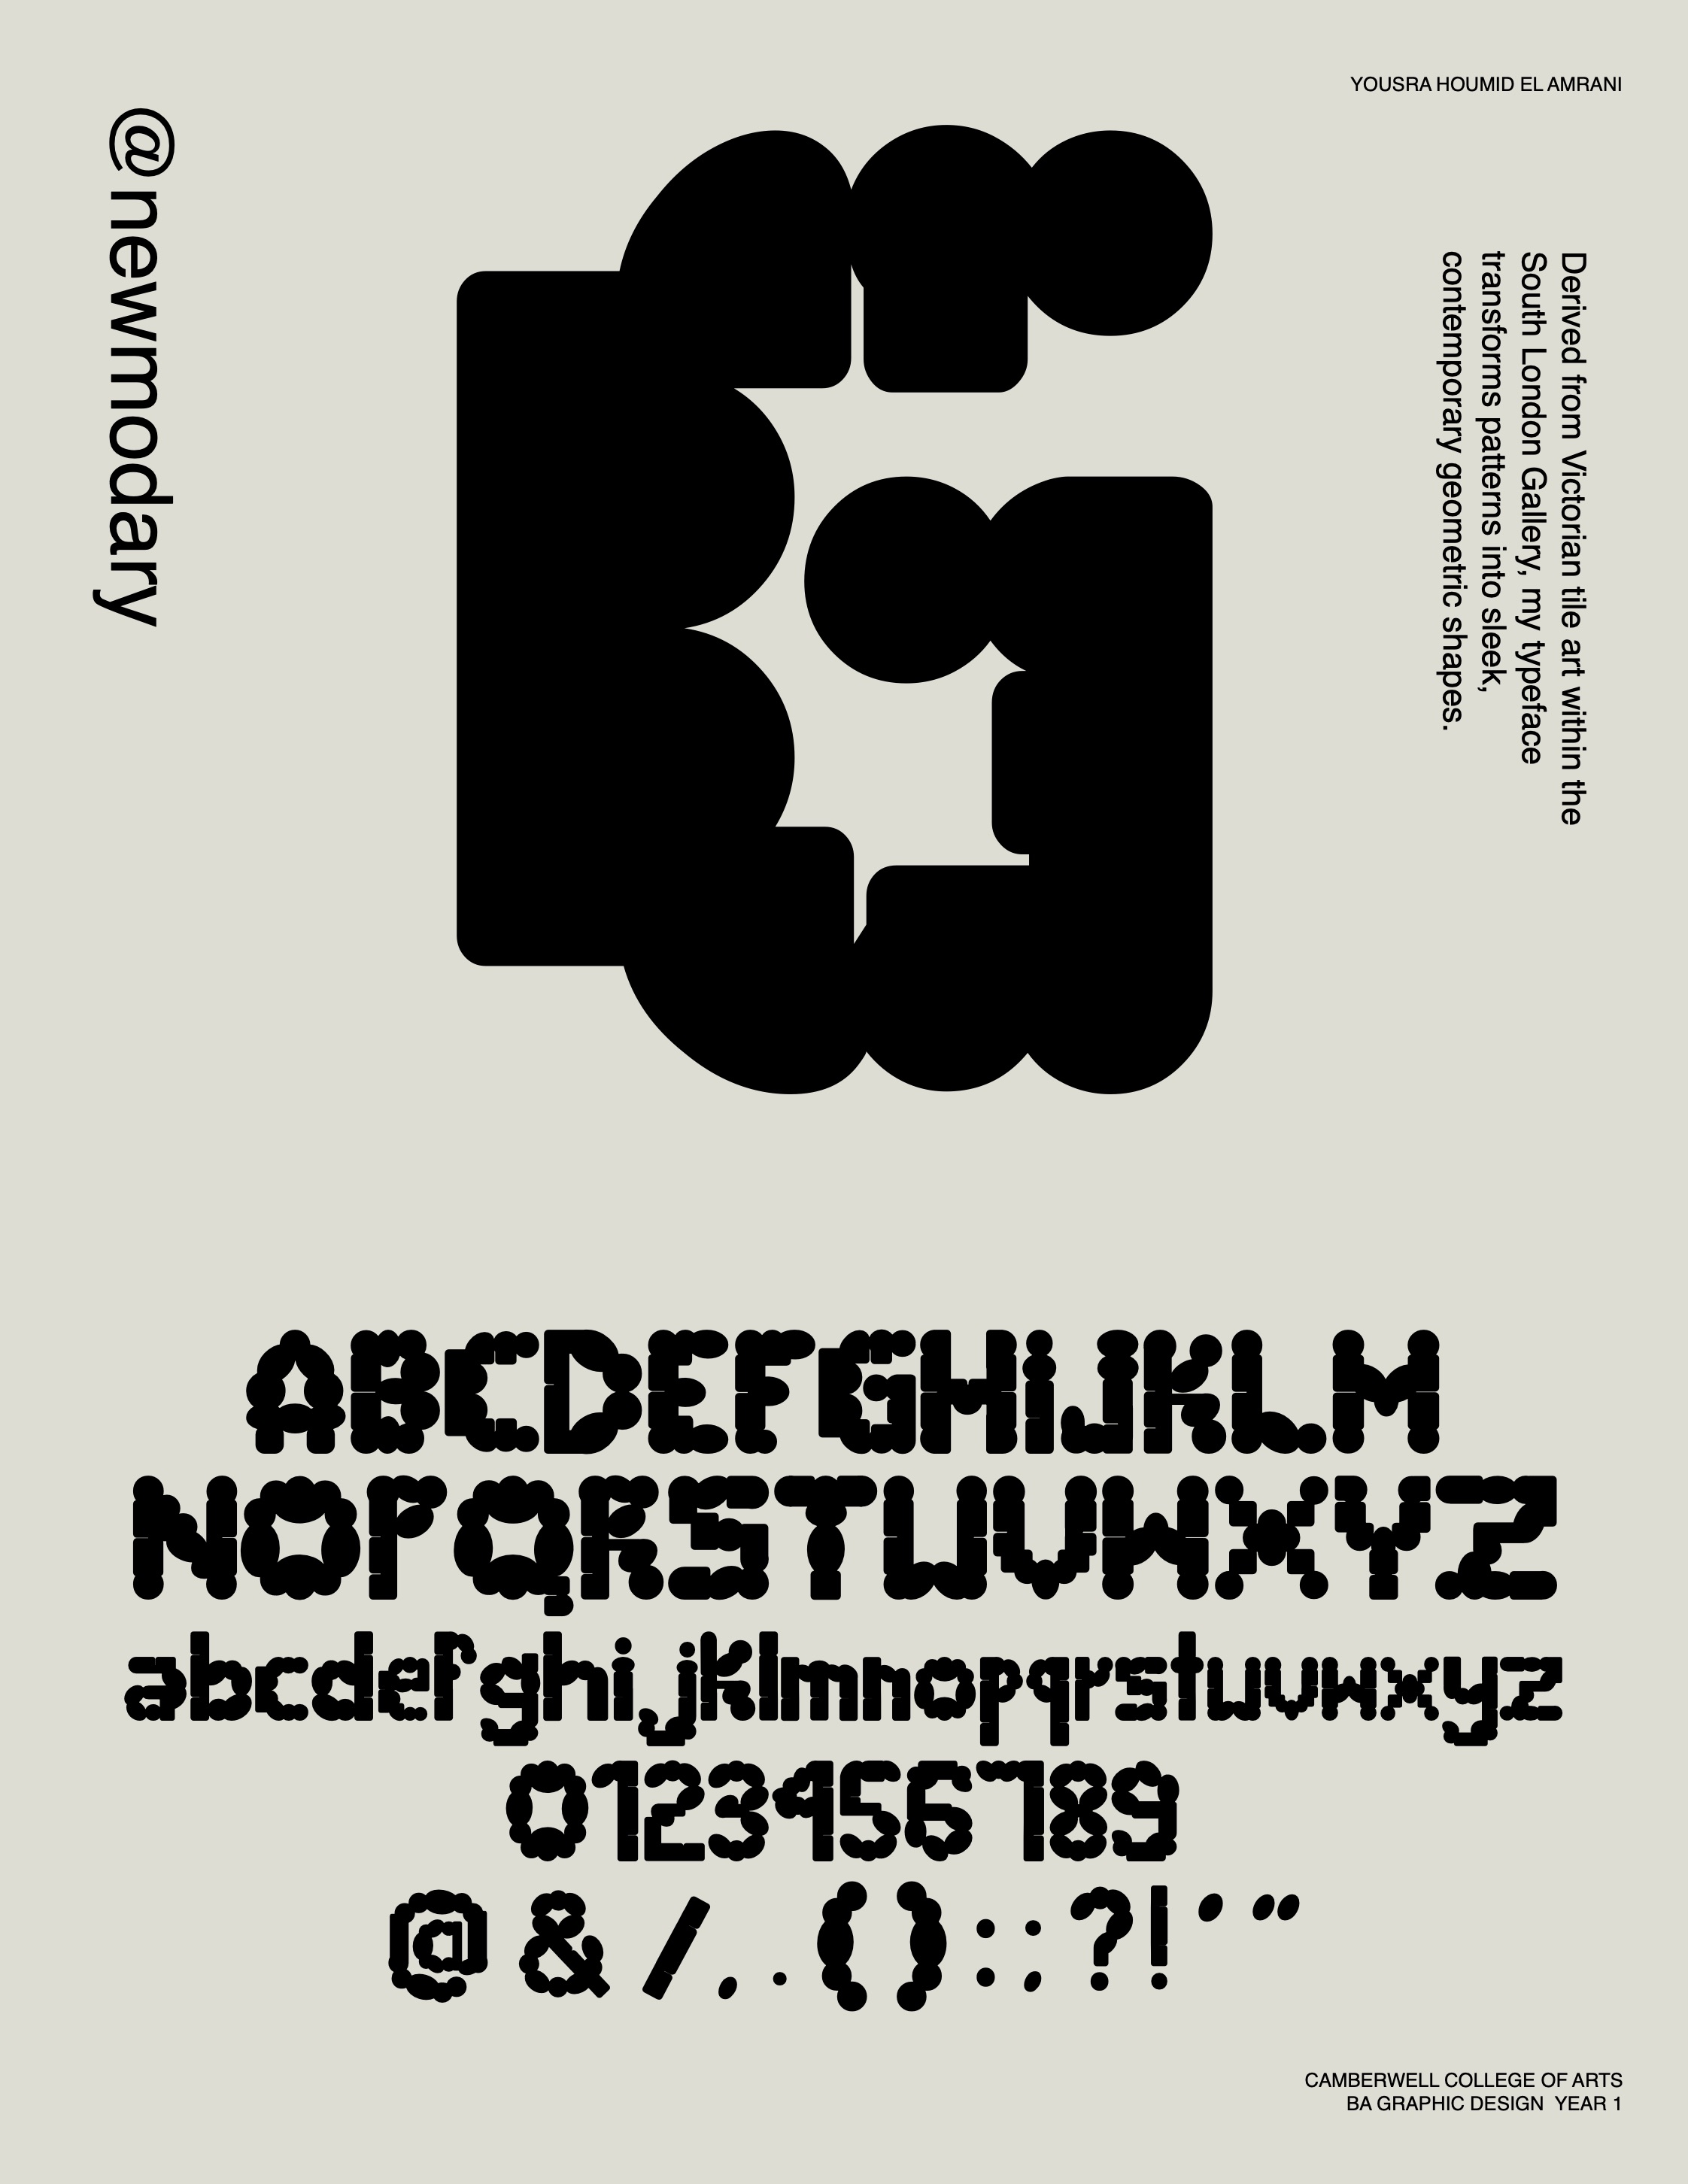 YOUSRA HOUMID EL AMRANI
@newmodary
Derived from Victorian tile art within the
South London Gallery, my typeface
transforms patterns into sleek,
contemporary geometric shapes.
G
ABCDEFGHiJKLM
NOPQRSTUVWXYZ
abcdefghijklmnopqrstuvwxyz
0123456789
@ & / , . ( ) : ; ? ! ’ ’’
CAMBERWELL COLLEGE OF ARTS
BA GRAPHIC DESIGN YEAR 1